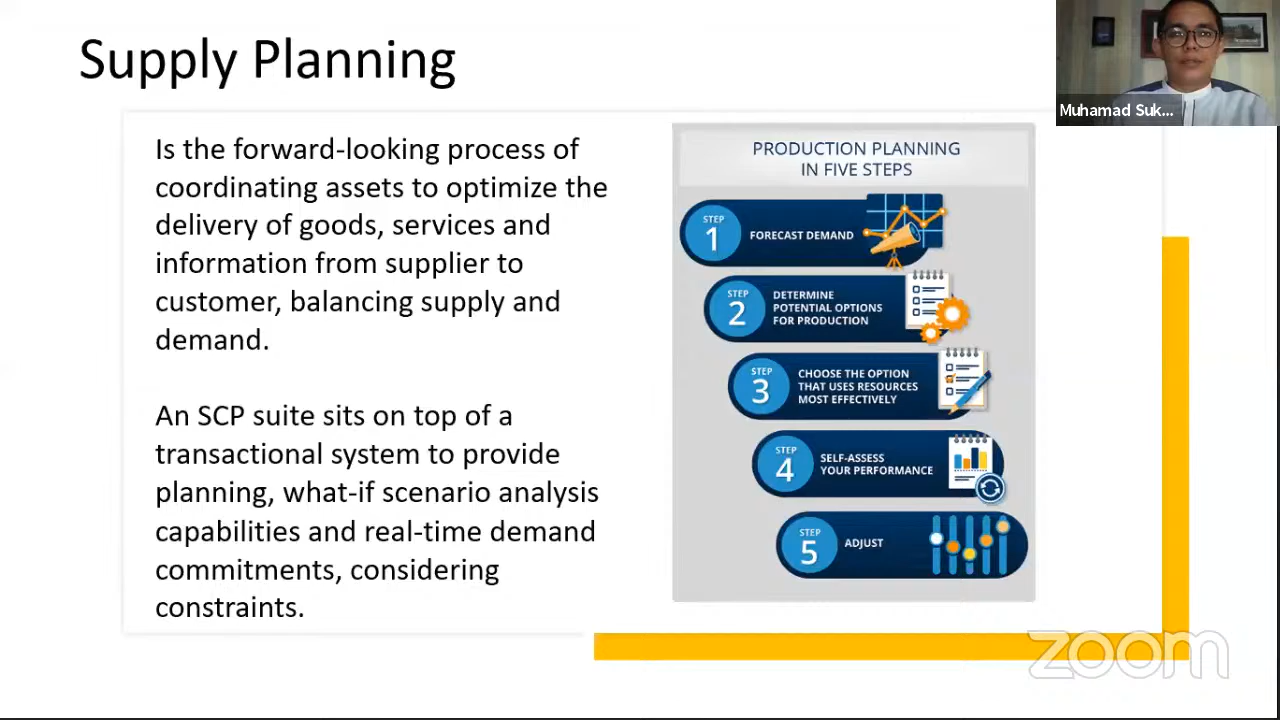 Supply Planning
Muhamad Suk...
Is the forward-looking process of
coordinating assets to optimize the
delivery of goods, services and
information from supplier to
customer, balancing supply and
demand.
An SCP suite sits on top of a
transactional system to provide
planning, what-if scenario analysis
capabilities and real-time demand
commitments, considering
constraints.
PRODUCTION PLANNING
IN FIVE STEPS
STEP
1
FORECAST DEMAND
STEP
2
DETERMINE
POTENTIAL OPTIONS
FOR PRODUCTION
STEP
3
CHOOSE THE OPTION
THAT USES RESOURCES
MOST EFFECTIVELY
STEP
4
SELF-ASSESS
YOUR PERFORMANCE
STEP
5
ADJUST
zoom